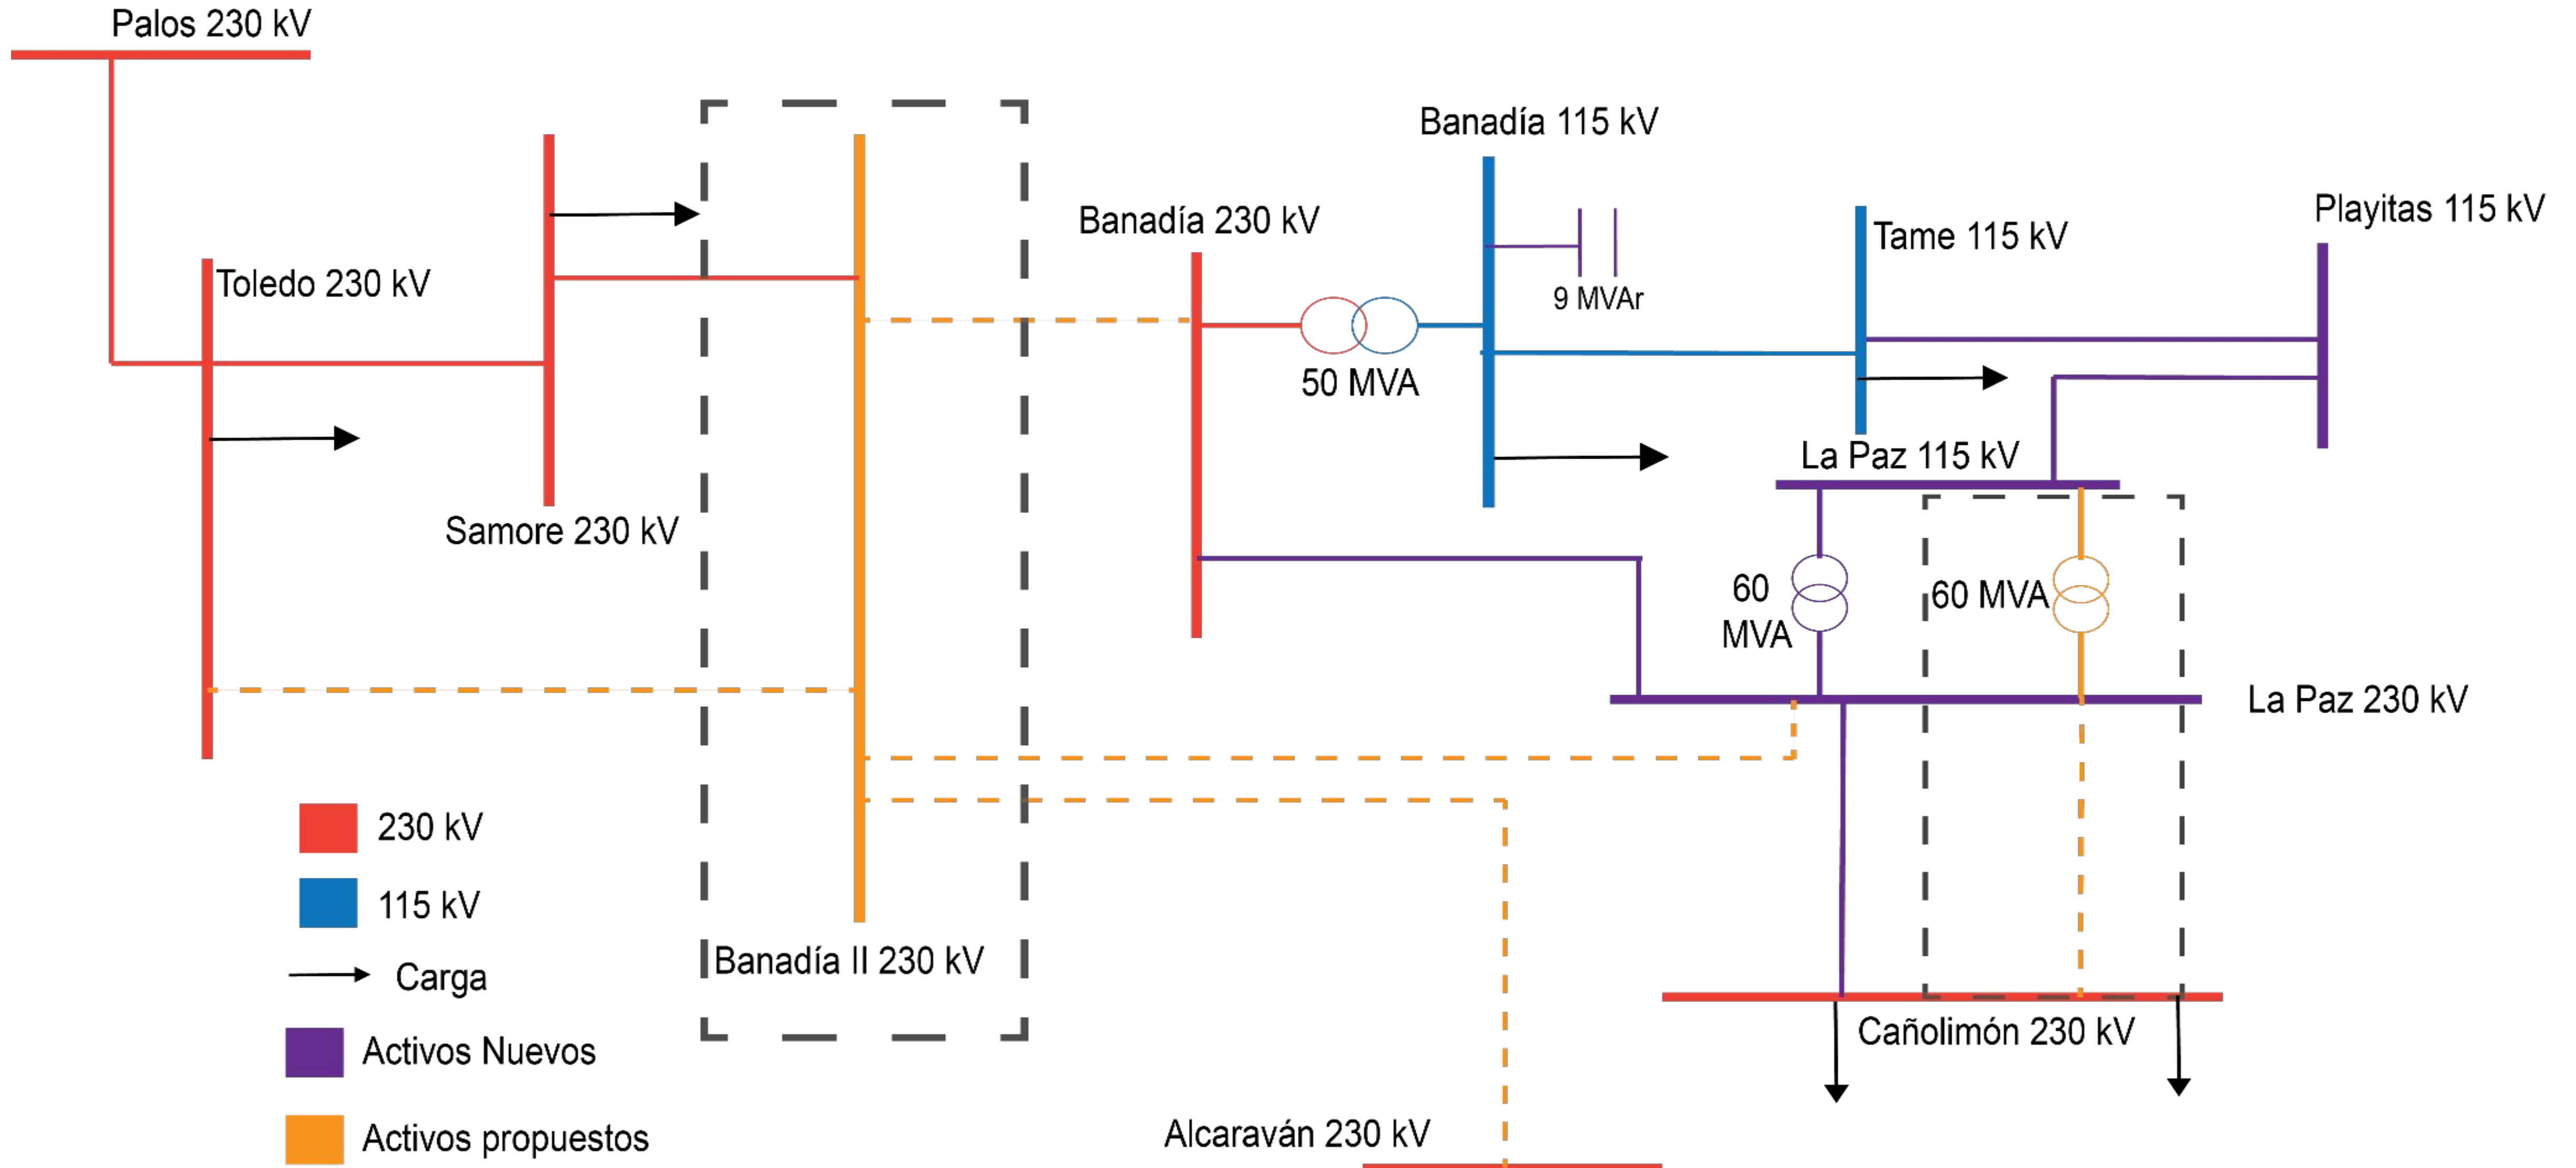 Palos 230 kV
Banadía 115 kV
Playitas 115 kV
Banadía 230 kV
Tame 115 kV
Toledo 230 kV
9 MVAr
50 MVA
La Paz 115 kV
Samore 230 kV
60
MVA
60 MVA
La Paz 230 kV
230 kV
115 kV
Banadía II 230 kV
Carga
Cañolimón 230 kV
Activos Nuevos
Activos propuestos
Alcaraván 230 kV